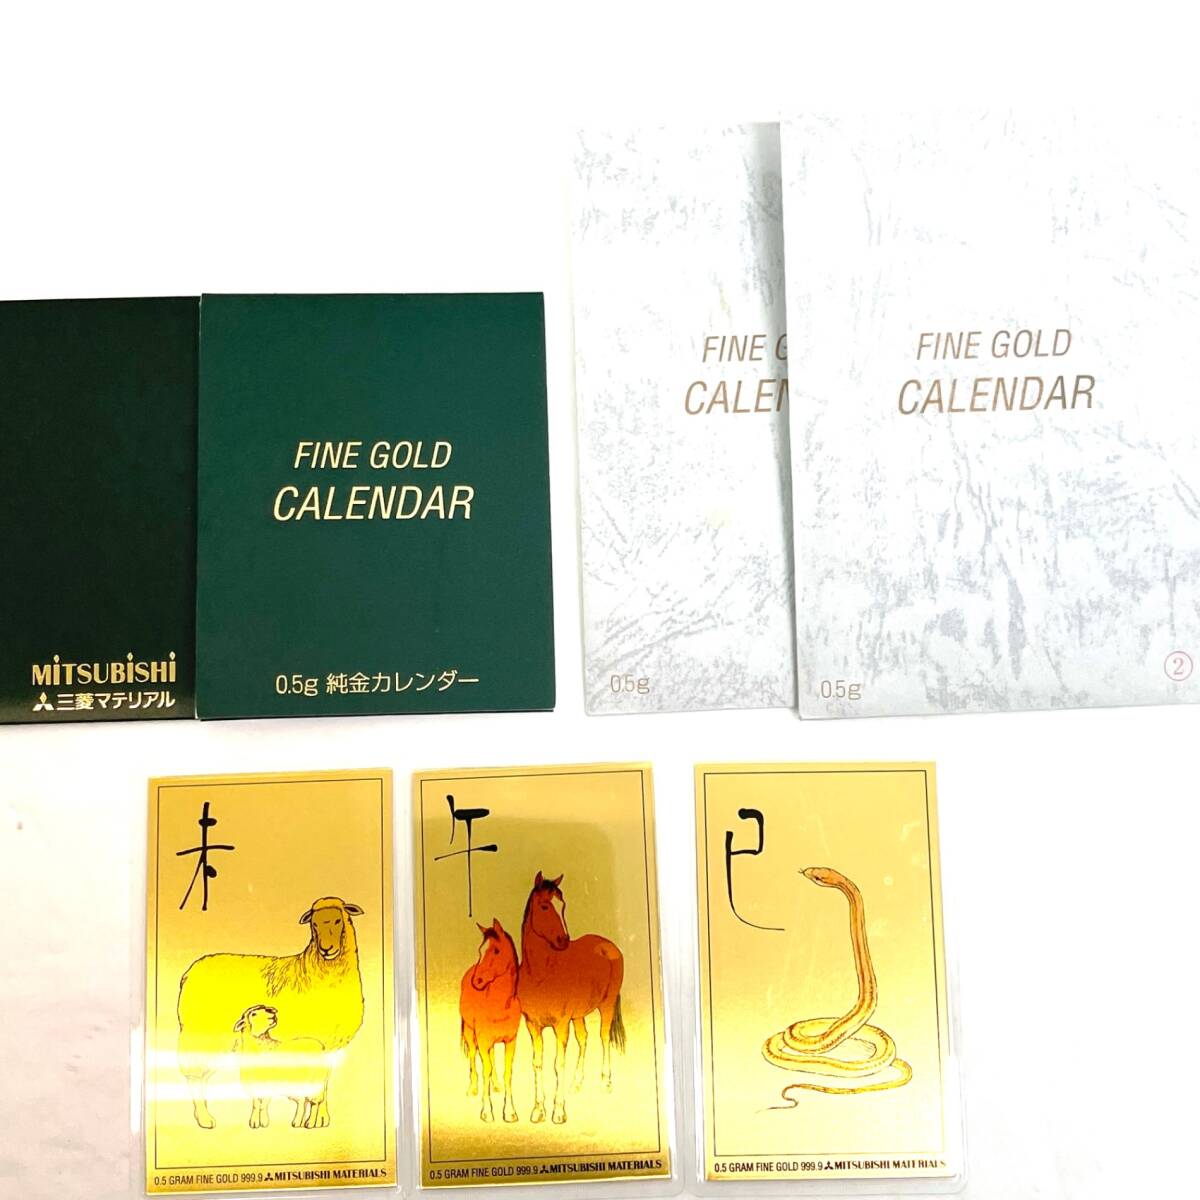 FINE GOLD
CALENDAR
0.5g 純金カレンダー
MITSUBISHI
三菱マテリアル
FINE G
CALEN
0.5g
FINE GOLD
CALENDAR
0.5g
2
未
0.5 GRAM FINE GOLD 999.9 MITSUBISHI MATERIALS
午
0.5 GRAM FINE GOLD 999.9 MITSUBISHI MATERIALS
巳
0.5 GRAM FINE GOLD 999.9 MITSUBISHI MATERIALS